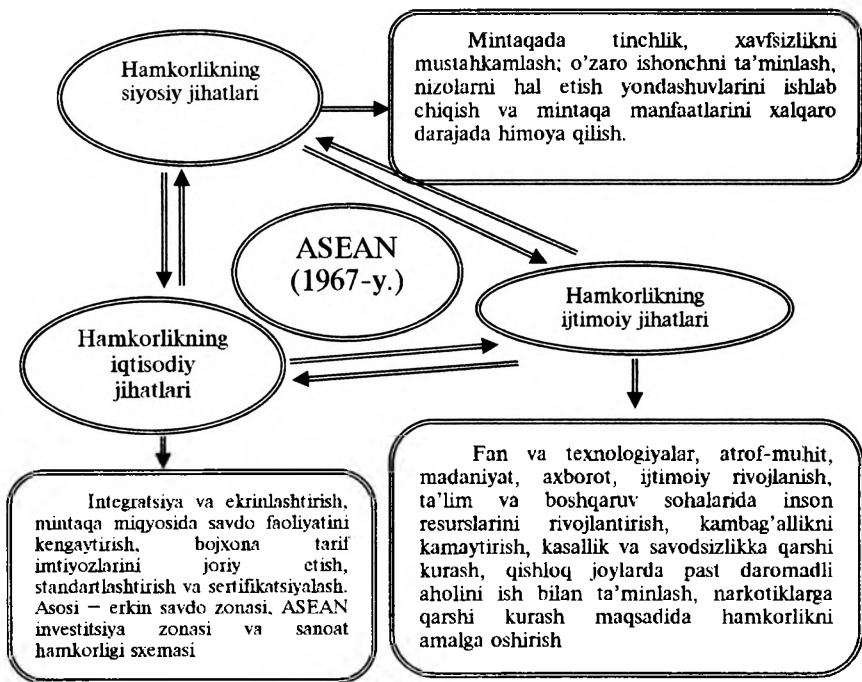 Hamkorlikning
siyosiy jihatlari
Mintaqada tinchlik, xavfsizlikni
mustahkamlash; o’zaro ishonchni ta’minlash,
nizolarni hal etish yondashuvlarini ishlab
chiqish va mintaqa manfaatlarini xalqaro
darajada himoya qilish.
ASEAN
(1967-y.)
Hamkorlikning
ijtimoiy jihatlari
Hamkorlikning
iqtisodiy
jihatlari
Integratsiya va ekrinlashtirish,
mintaqa miqyosida savdo faoliyatini
kengaytirish, bojxona tarif
imtiyozlarini joriy etish,
standartlashtirish va sertifikatsiyalash.
Asosi – erkin savdo zonasi, ASEAN
investitsiya zonasi va sanoat
hamkorligi sxemasi
Fan va texnologiyalar, atrof-muhit,
madaniyat, axborot, ijtimoiy rivojlanish,
ta’lim va boshqaruv sohalarida inson
resurslarini rivojlantirish, kambag’allikni
kamaytirish, kasallik va savodsizlikka qarshi
kurash, qishloq joylarda past daromadli
aholini ish bilan ta’minlash, narkotiklarga
qarshi kurash maqsadida hamkorlikni
amalga oshirish